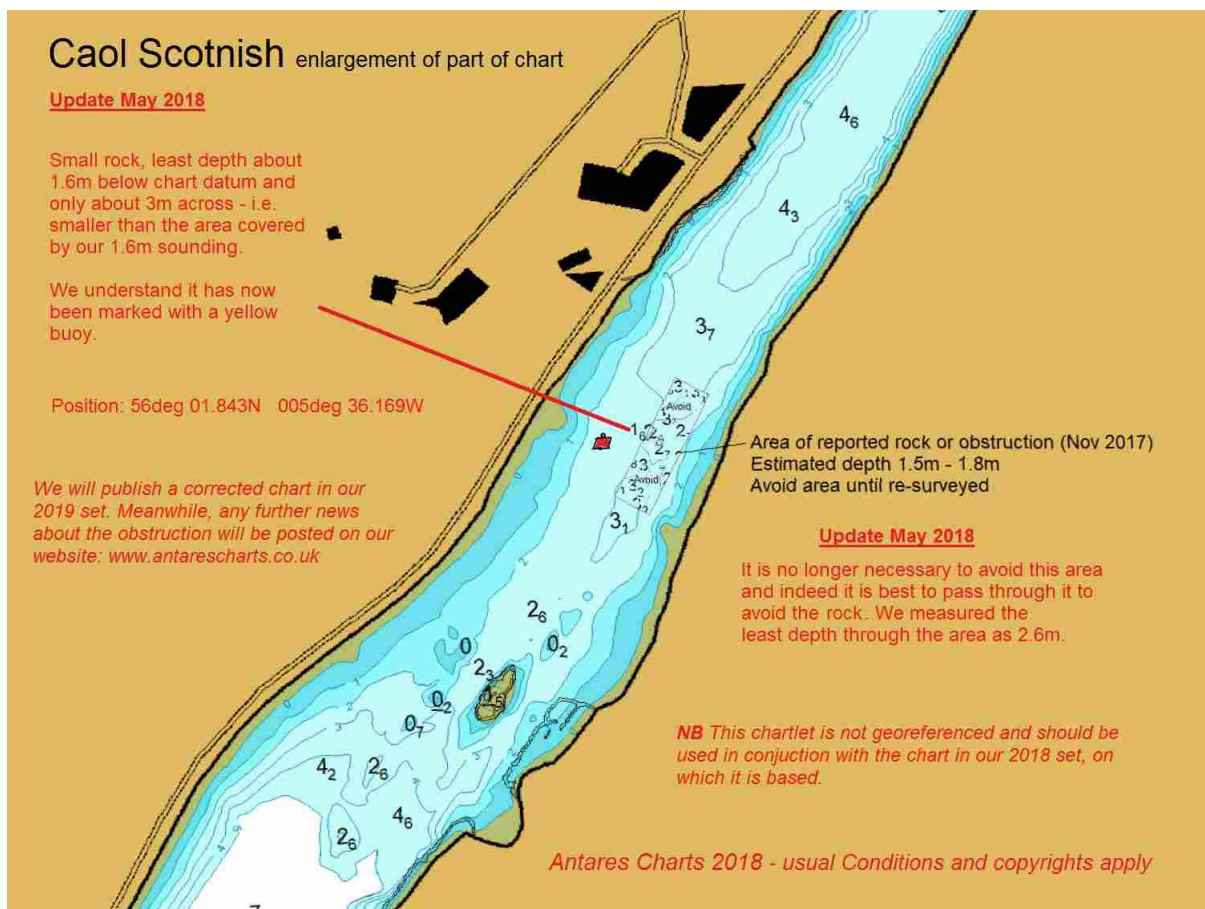 Caol Scotnish enlargement of part of chart
Update May 2018
Small rock, least depth about
1.6m below chart datum and
only about 3m across - i.e.
smaller than the area covered
by our 1.6m sounding.
We understand it has now
been marked with a yellow
buoy.
Position: 56deg 01.843N 005deg 36.169W
We will publish a corrected chart in our
2019 set. Meanwhile, any further news
about the obstruction will be posted on our
website: www.antarescharts.co.uk
4₆
4₃
3₇
Avoid
1₆
Avoid
3₁
Area of reported rock or obstruction (Nov 2017)
Estimated depth 1.5m - 1.8m
Avoid area until re-surveyed
Update May 2018
It is no longer necessary to avoid this area
and indeed it is best to pass through it to
avoid the rock. We measured the
least depth through the area as 2.6m.
2₆
0
0₂
2₃
0₂
0₇
4₂
2₆
4₆
2₆
NB This chartlet is not georeferenced and should be
used in conjuction with the chart in our 2018 set, on
which it is based.
Antares Charts 2018 - usual Conditions and copyrights apply